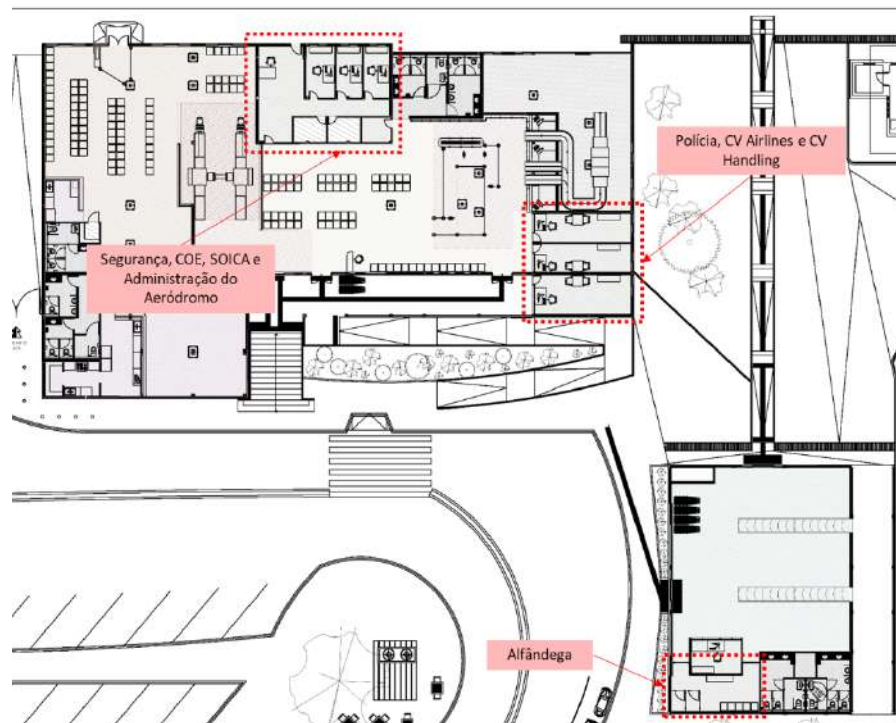 Polícia, CV Airlines e CV
Handling
Segurança, COE, SOICA e
Administração do
Aeródromo
Alfândega